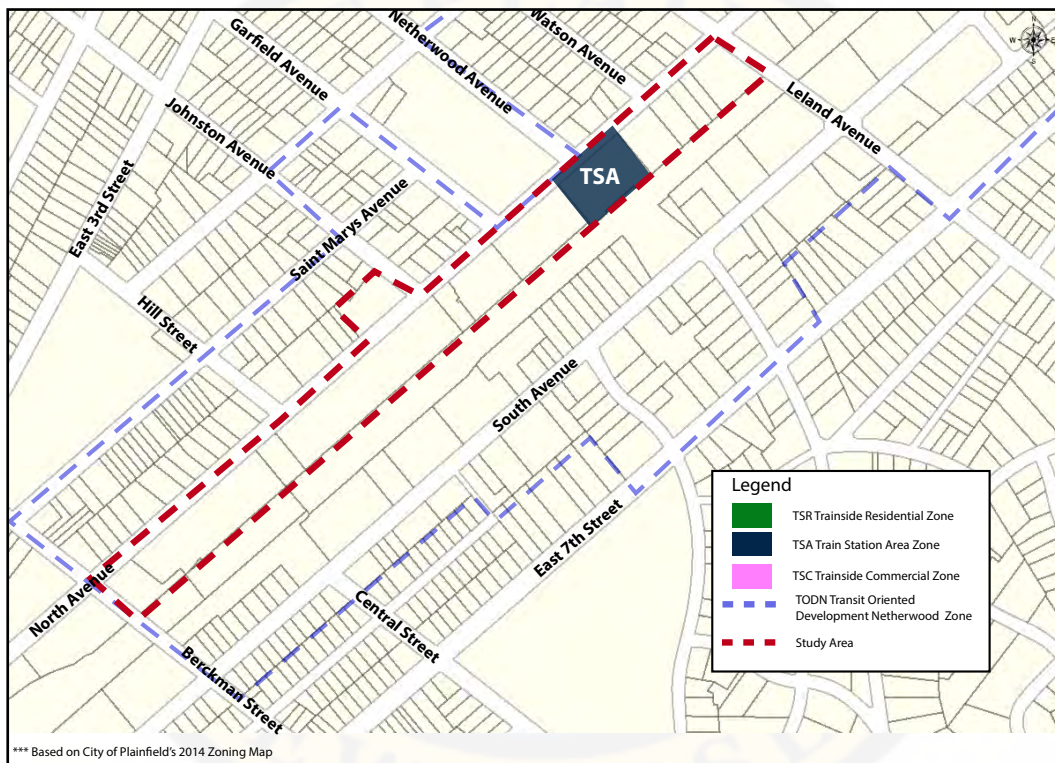 Garfield Avenue
Netherwood Avenue
Watson Avenue
N
W E
S
Leland Avenue
Johnston Avenue
TSA
East 3rd Street
Saint Marys Avenue
Hill Street
South Avenue
East 7th Street
North Avenue
Central Street
Berckman Street
Legend
TSR Trainside Residential Zone
TSA Train Station Area Zone
TSC Trainside Commercial Zone
TODN Transit Oriented
Development Netherwood Zone
Study Area
*** Based on City of Plainfield's 2014 Zoning Map